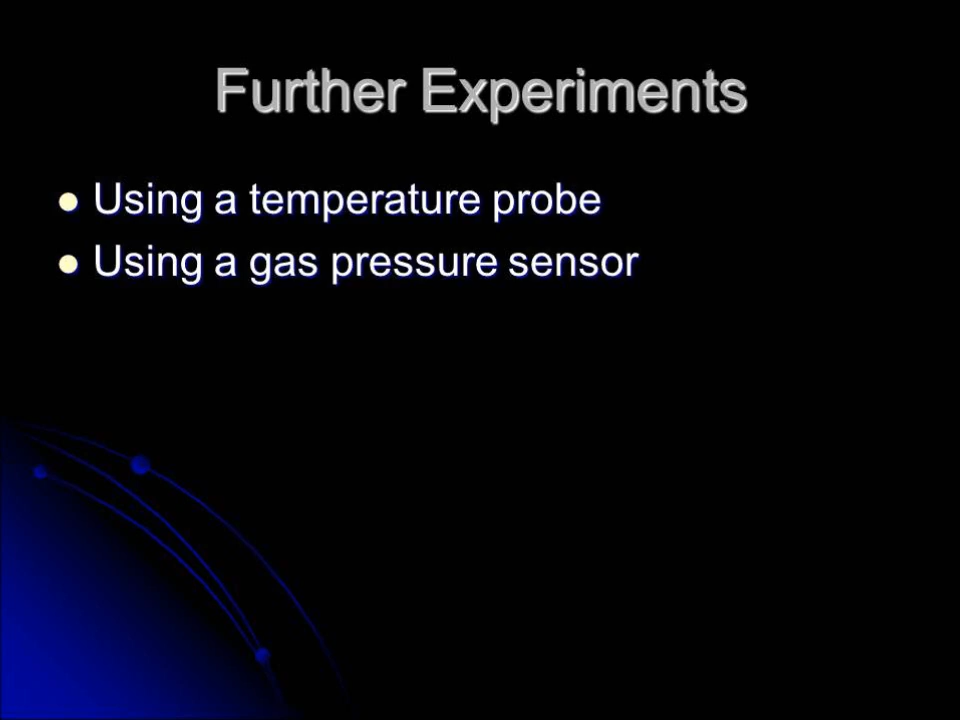 Further Experiments
● Using a temperature probe
● Using a gas pressure sensor